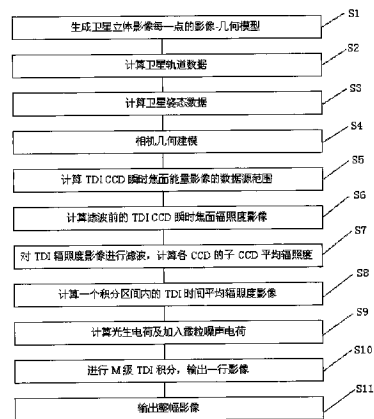 S1
生成卫星立体影像每一点的影像-几何模型
S2
计算卫星轨道数据
S3
计算卫星姿态数据
S4
相机几何建模
S5
计算 TDI CCD 瞬时焦面能量影像的数据源范围
S6
计算滤波前的 TDI CCD 瞬时焦面辐照度影像
S7
对 TDI 辐照度影像进行滤波，计算各 CCD 的子 CCD 平均辐照度
S8
计算一个积分区间内的 TDI 时间平均辐照度影像
S9
计算光生电荷及加入霰粒噪声电荷
S10
进行 M 级 TDI 积分，输出一行影像
S11
输出整幅影像